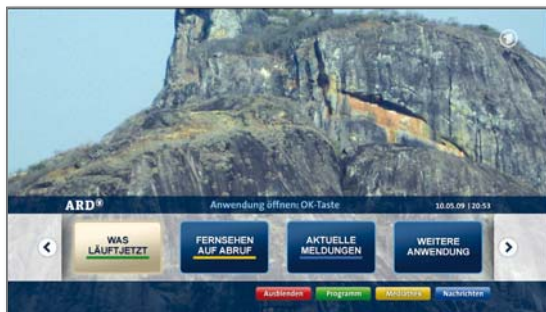 ARD
Anwendung öffnen: OK-Taste
10.05.09 | 20:53
WAS
LÄUFTJETZT
FERNSEHEN
AUF ABRUF
AKTUELLE
MELDUNGEN
WEITERE
ANWENDUNG
Ausblenden
Programm
Mediathek
Nachrichten